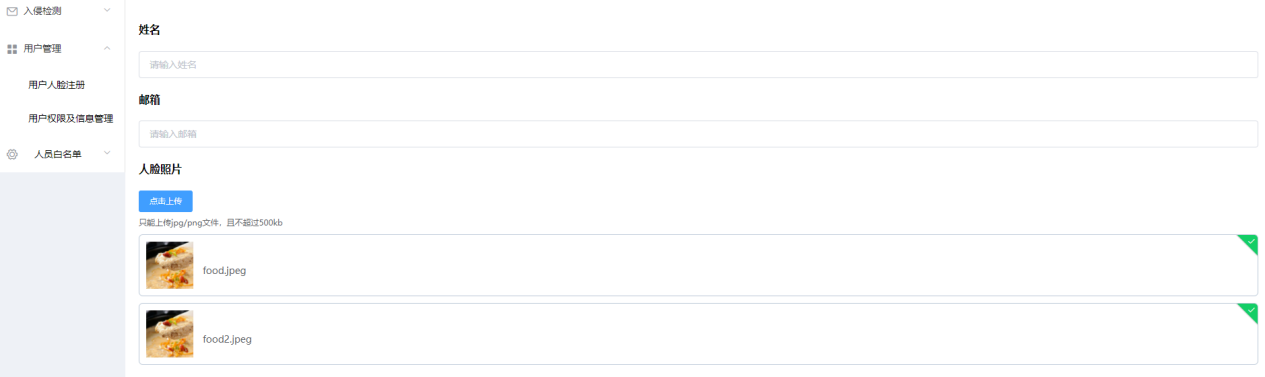 入侵检测
用户管理
用户人脸注册
用户权限及信息管理
人员白名单
姓名
请输入姓名
邮箱
请输入邮箱
人脸照片
点击上传
只能上传jpg/png文件，且不超过500kb
food.jpeg
food2.jpeg